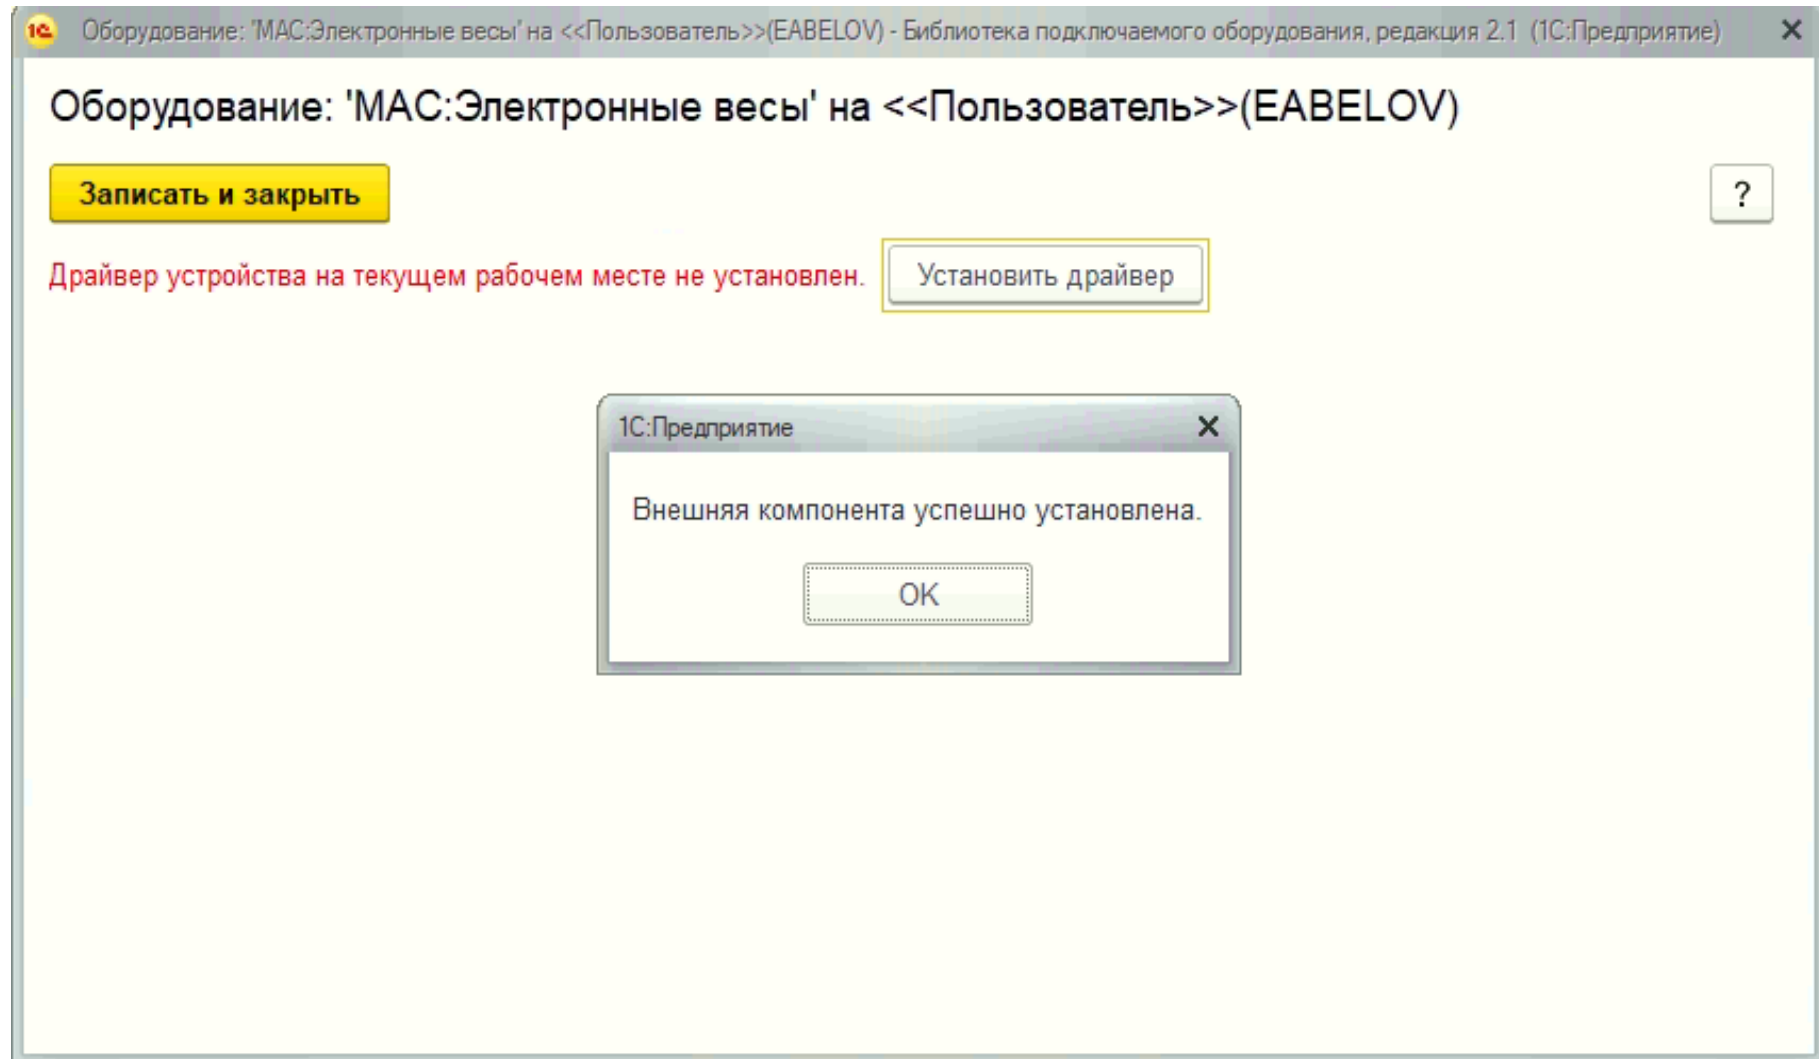 1С Оборудование: 'МАС:Электронные весы' на <<Пользователь>>(EABELOV) - Библиотека подключаемого оборудования, редакция 2.1 (1С:Предприятие)
Оборудование: 'МАС:Электронные весы' на <<Пользователь>>(EABELOV)
Записать и закрыть ?
Драйвер устройства на текущем рабочем месте не установлен. Установить драйвер
1С:Предприятие
Внешняя компонента успешно установлена.
OK